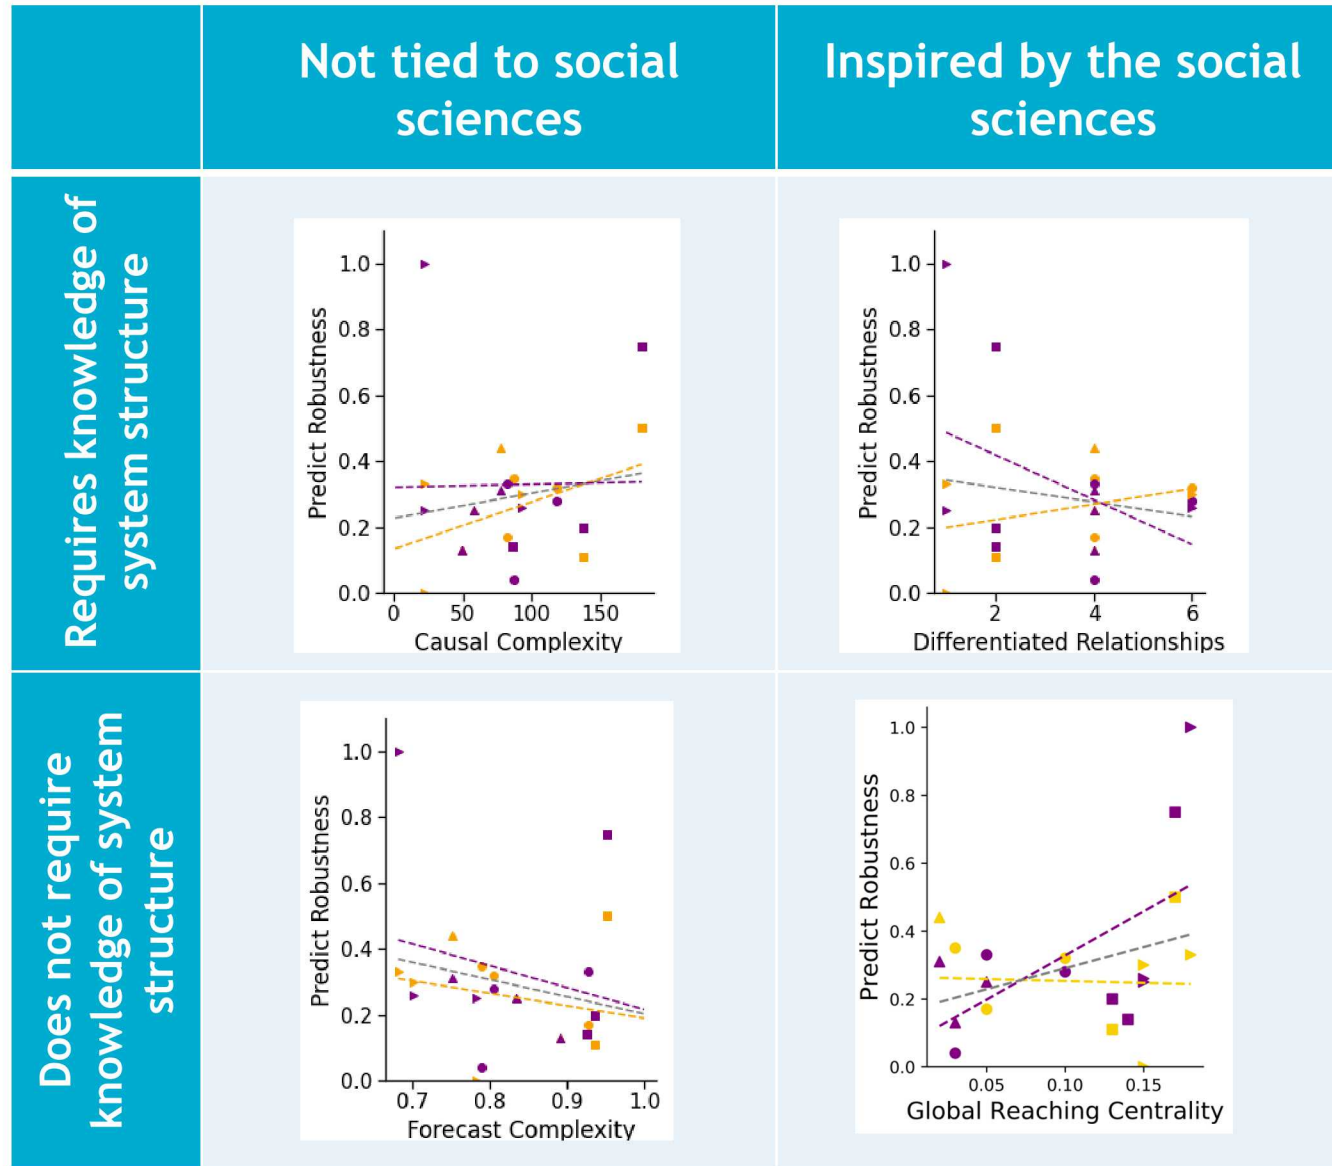 Not tied to social
sciences
Inspired by the social
sciences
Requires knowledge of
system structure
Predict Robustness
1.0
0.8
0.6
0.4
0.2
0.0
0
50
100
150
Causal Complexity
Predict Robustness
1.0
0.8
0.6
0.4
0.2
0.0
2
4
6
Differentiated Relationships
Does not require
knowledge of system
structure
Predict Robustness
1.0
0.8
0.6
0.4
0.2
0.0
0.7
0.8
0.9
1.0
Forecast Complexity
Predict Robustness
1.0
0.8
0.6
0.4
0.2
0.0
0.05
0.10
0.15
Global Reaching Centrality